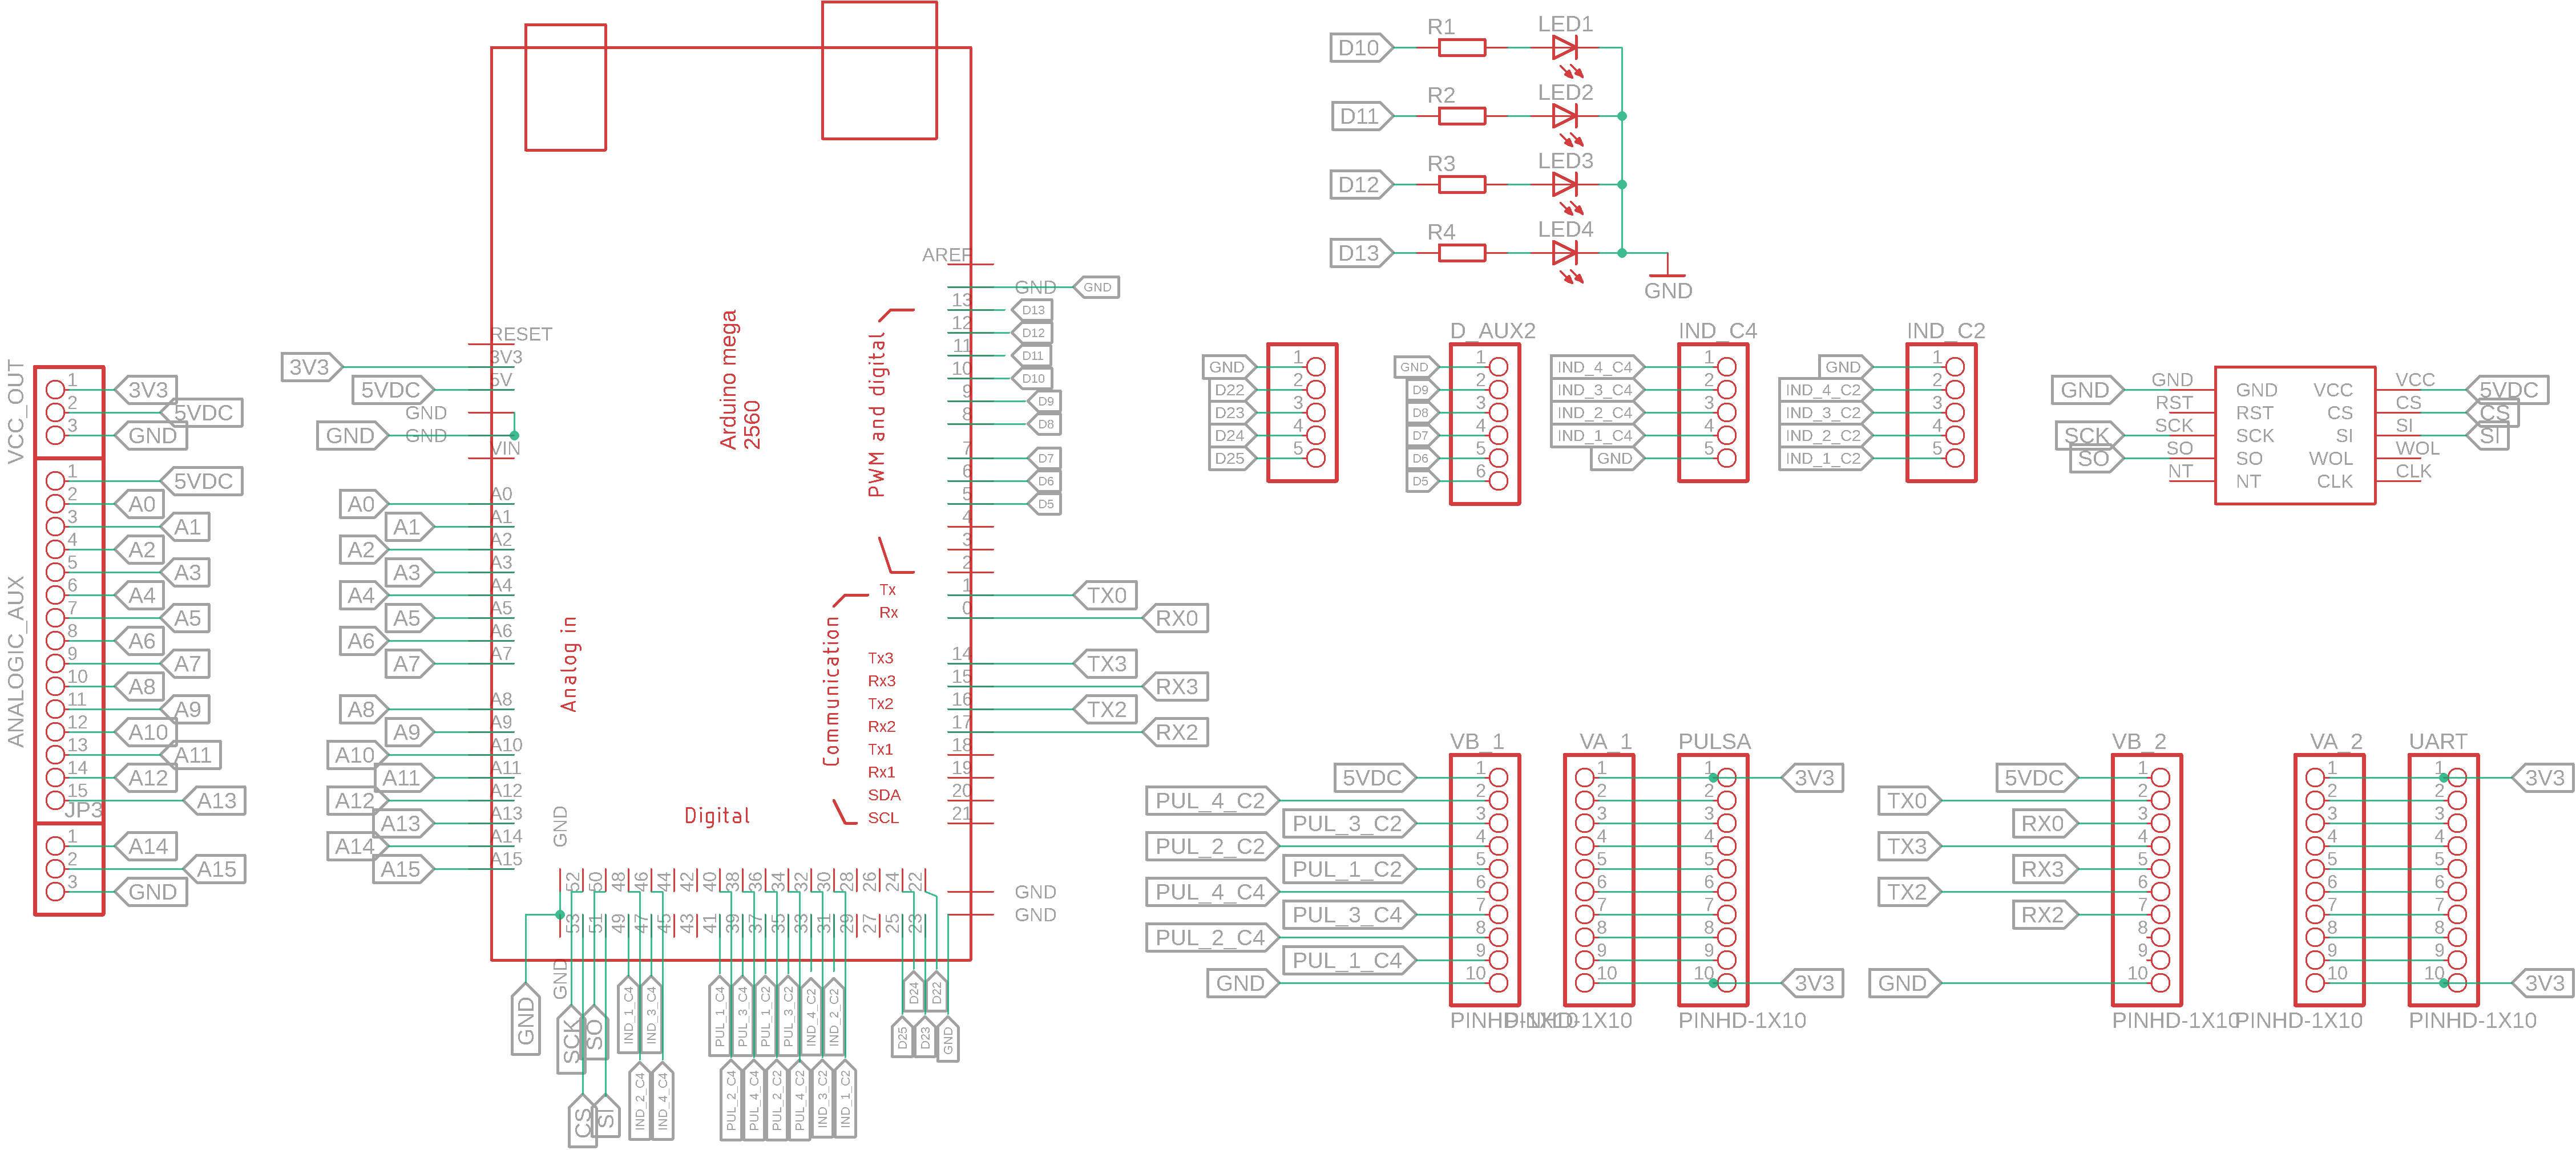 VCC_OUT
1 3V3
2 5VDC
3 GND
ANALOGIC_AUX
1 5VDC
2 A0
3 A1
4 A2
5 A3
6 A4
7 A5
8 A6
9 A7
10 A8
11 A9
12 A10
13 A11
14 A12
15 A13
JP3
1 A14
2 A15
3 GND
Arduino mega
2560
RESET
3V3 3V3
5VDC 5V
GND
GND GND
VIN
A0 A0
A1 A1
A2 A2
A3 A3
A4 A4
A5 A5
A6 A6
A7 A7
A8 A8
A9 A9
A10 A10
A11 A11
A12 A12
A13 A13
A14 A14
A15 A15
Analog in
PWM and digital
Communication
Digital
AREF
GND GND
13 D13
12 D12
11 D11
10 D10
9 D9
8 D8
7 D7
6 D6
5 D5
4
3
2
Tx 1 TX0
Rx 0 RX0
Tx3 14 TX3
Rx3 15 RX3
Tx2 16 TX2
Rx2 17 RX2
Tx1 18
Rx1 19
SDA 20
SCL 21
GND
GND
GND
52 50 48 46 44 42 40 38 36 34 32 30 28 26 24 22
53 51 49 47 45 43 41 39 37 35 33 31 29 27 25 23
GND
GND SCK SO IND_1_C4 IND_3_C4 PUL_1_C4 PUL_3_C4 PUL_1_C2 PUL_3_C2 IND_4_C2 IND_2_C2 D24 D22
D25 D23 GND
CS SI IND_2_C4 IND_4_C4 PUL_2_C4 PUL_4_C4 PUL_2_C2 PUL_4_C2 IND_3_C2 IND_1_C2
D10 R1 LED1
D11 R2 LED2
D12 R3 LED3
D13 R4 LED4
GND
GND 1
D22 2
D23 3
D24 4
D25 5
D_AUX2
GND 1
D9 2
D8 3
D7 4
D6 5
D5 6
IND_C4
IND_4_C4 1
IND_3_C4 2
IND_2_C4 3
IND_1_C4 4
GND 5
IND_C2
GND 1
IND_4_C2 2
IND_3_C2 3
IND_2_C2 4
IND_1_C2 5
GND GND GND VCC VCC 5VDC
RST RST CS CS CS
SCK SCK SCK SI SI SI
SO SO SO WOL WOL
NT NT CLK CLK
VB_1
5VDC 1
PUL_4_C2 2
PUL_3_C2 3
PUL_2_C2 4
PUL_1_C2 5
PUL_4_C4 6
PUL_3_C4 7
PUL_2_C4 8
PUL_1_C4 9
GND 10
PINHD-1X10
VA_1 PULSA
1 1 3V3
2 2
3 3
4 4
5 5
6 6
7 7
8 8
9 9
10 10 3V3
PINHD-1X10 PINHD-1X10
VB_2
5VDC 1
TX0 2
RX0 3
TX3 4
RX3 5
TX2 6
RX2 7
8
9
GND 10
PINHD-1X10
VA_2 UART
1 1 3V3
2 2
3 3
4 4
5 5
6 6
7 7
8 8
9 9
10 10 3V3
PINHD-1X10 PINHD-1X10